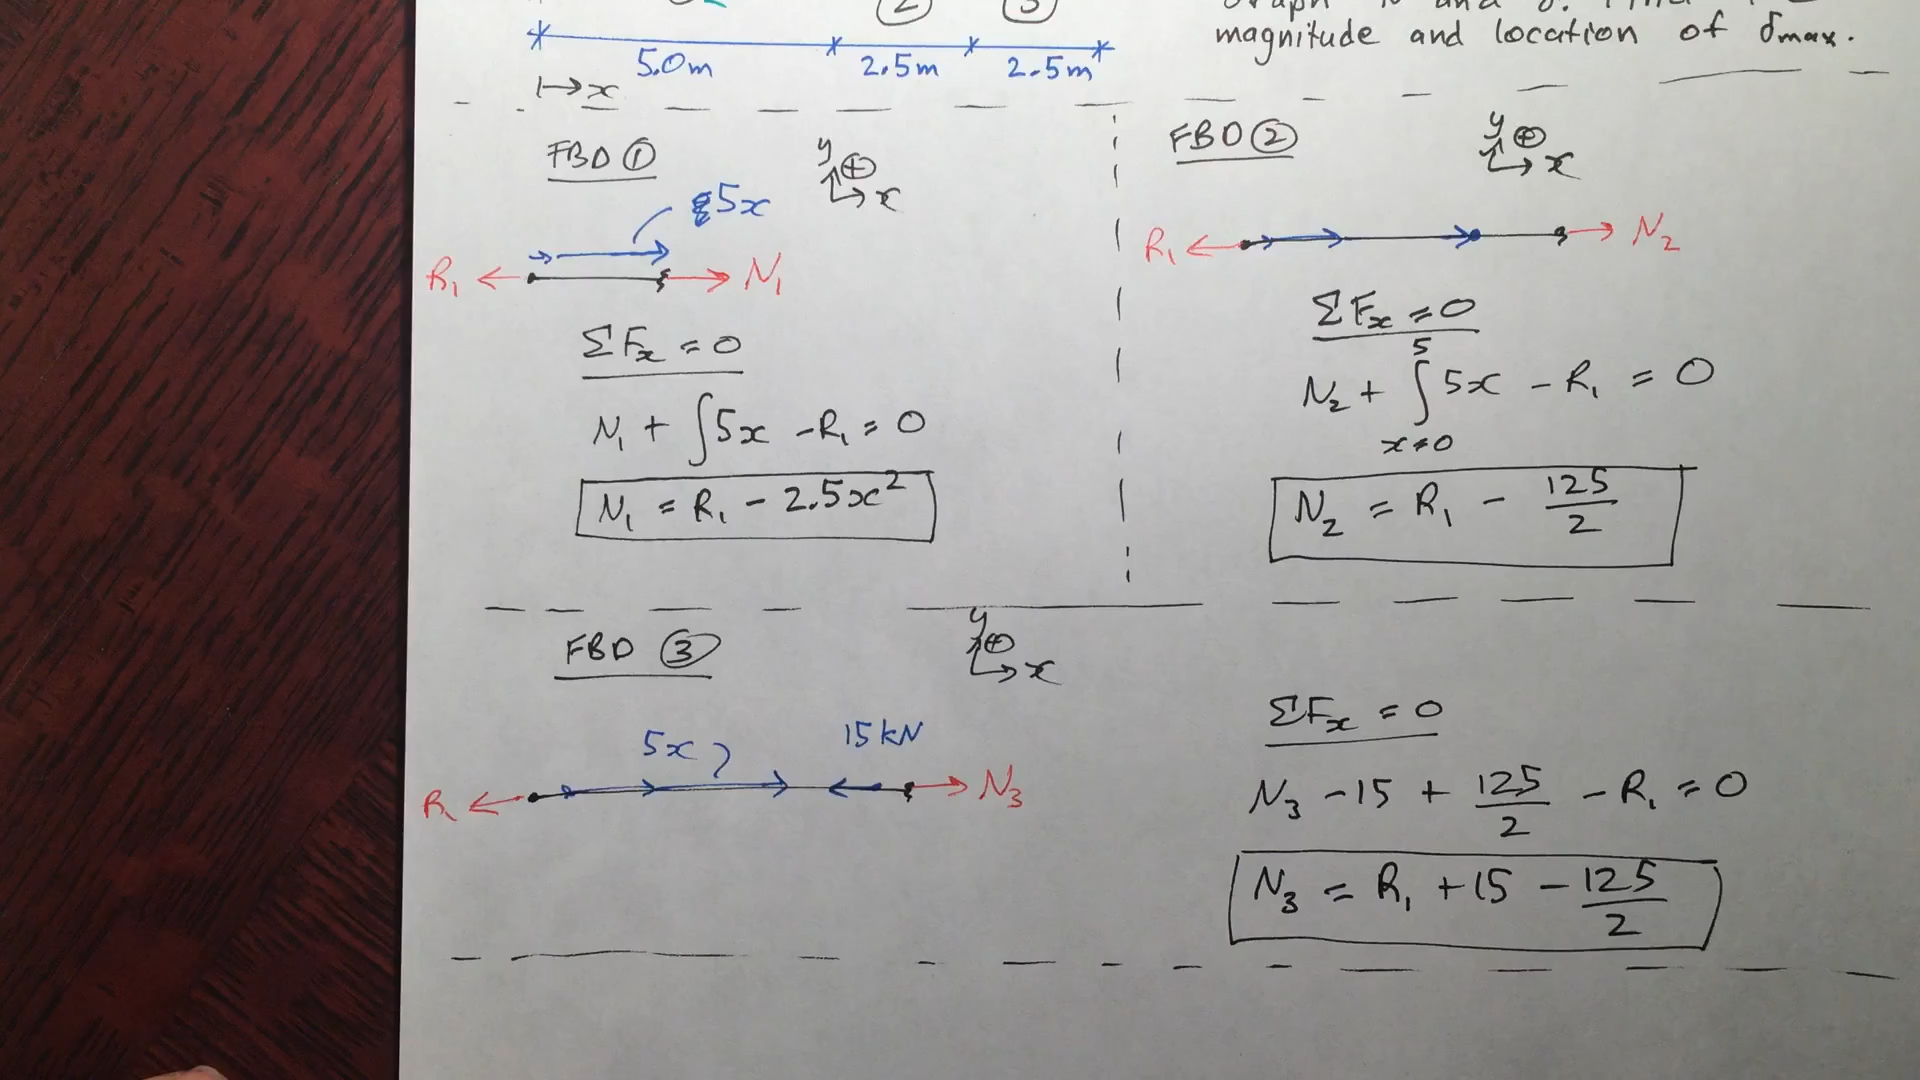 ② ③
magnitude and location of δmax.
5.0m 2.5m 2.5m
x
FBD ①
y ⊕ x
5x
R₁ N₁
ΣFx = 0
N₁ + ∫5x - R₁ = 0
N₁ = R₁ - 2.5x²
FBD ②
y ⊕ x
R₁ N₂
ΣFx = 0
5
N₂ + ∫ 5x - R₁ = 0
x=0
N₂ = R₁ - 125/2
FBD ③
y ⊕ x
5x 15kN
R N₃
ΣFx = 0
N₃ - 15 + 125/2 - R₁ = 0
N₃ = R₁ + 15 - 125/2